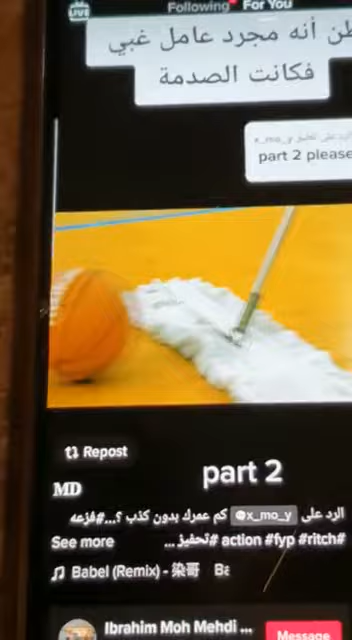 LIVE
Following For You
ظن أنه مجرد عامل غبي
فكانت الصدمة
part 2 please
Repost
part 2
MD
الرد على @x_mo_y كم عمرك بدون كذب ؟...#فزعه
#تحفيز ... action #fyp #ritch#
See more
Babel (Remix) - 染哥 Ba
Ibrahim Moh Mehdi ...
Message